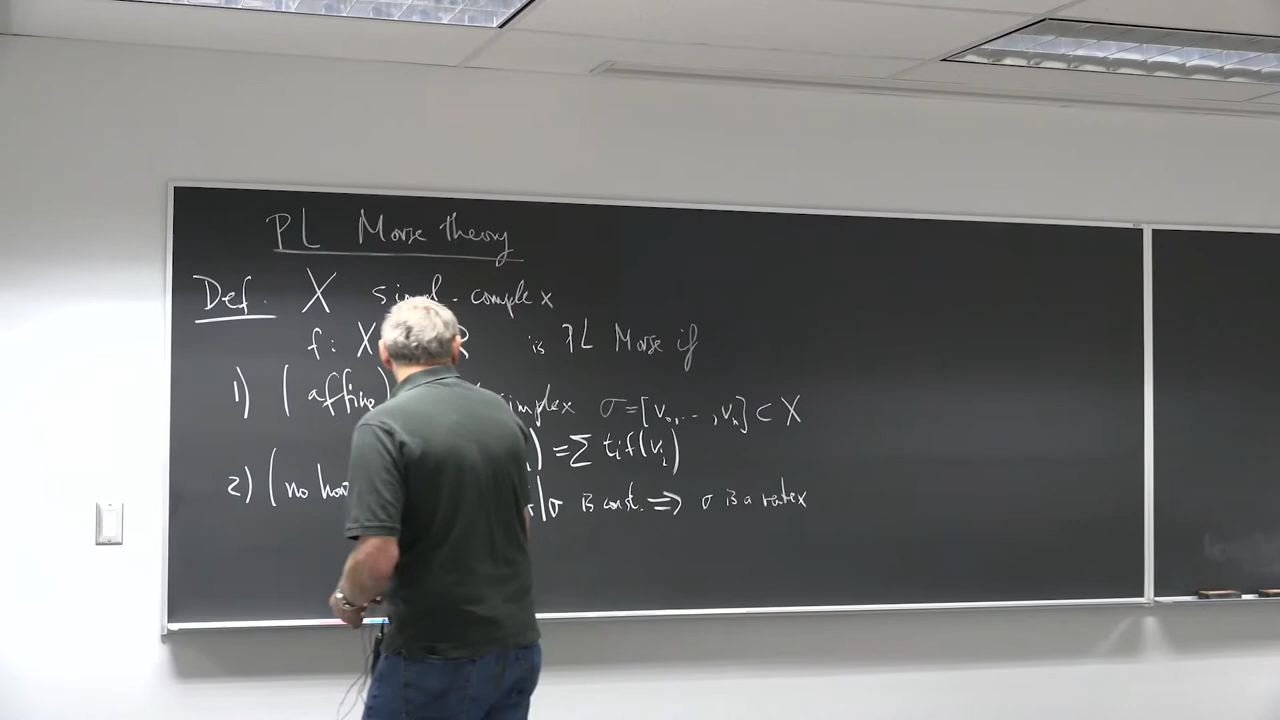 PL Morse theory
Def. X simpl. complex
f: X R is PL Morse if
1) (affine) simplex σ=[v₀,..,vₙ]⊂X
)=∑ tᵢf(vᵢ)
2) (no f|σ is const. ⟹ σ is a vertex